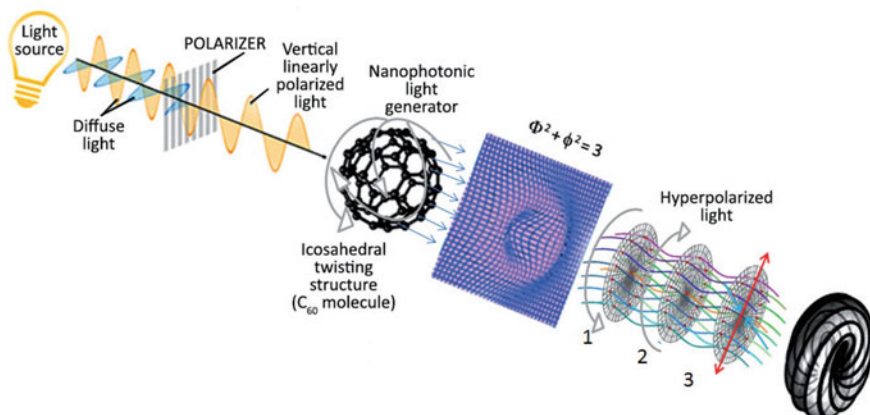 Light
source
POLARIZER
Vertical
linearly
polarized
light
Diffuse
light
Nanophotonic
light
generator
Icosahedral
twisting
structure
(C₆₀ molecule)
Φ² + ϕ² = 3
Hyperpolarized
light
1
2
3